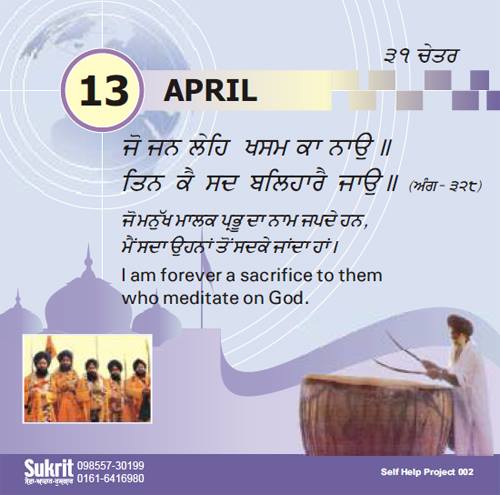 ੩੧ ਚੇਤਰ
13 APRIL
ਜੋ ਜਨ ਲੇਹਿ ਖਸਮ ਕਾ ਨਾਉ ॥
ਤਿਨ ਕੈ ਸਦ ਬਲਿਹਾਰੈ ਜਾਉ ॥ (ਅੰਗ - ੩੨੮)
ਜੋ ਮਨੁੱਖ ਮਾਲਕ ਪ੍ਰਭੂ ਦਾ ਨਾਮ ਜਪਦੇ ਹਨ,
ਮੈਂ ਸਦਾ ਉਹਨਾਂ ਤੋਂ ਸਦਕੇ ਜਾਂਦਾ ਹਾਂ।
I am forever a sacrifice to them
who meditate on God.
Sukrit 098557-30199
0161-6416980
Self Help Project 002